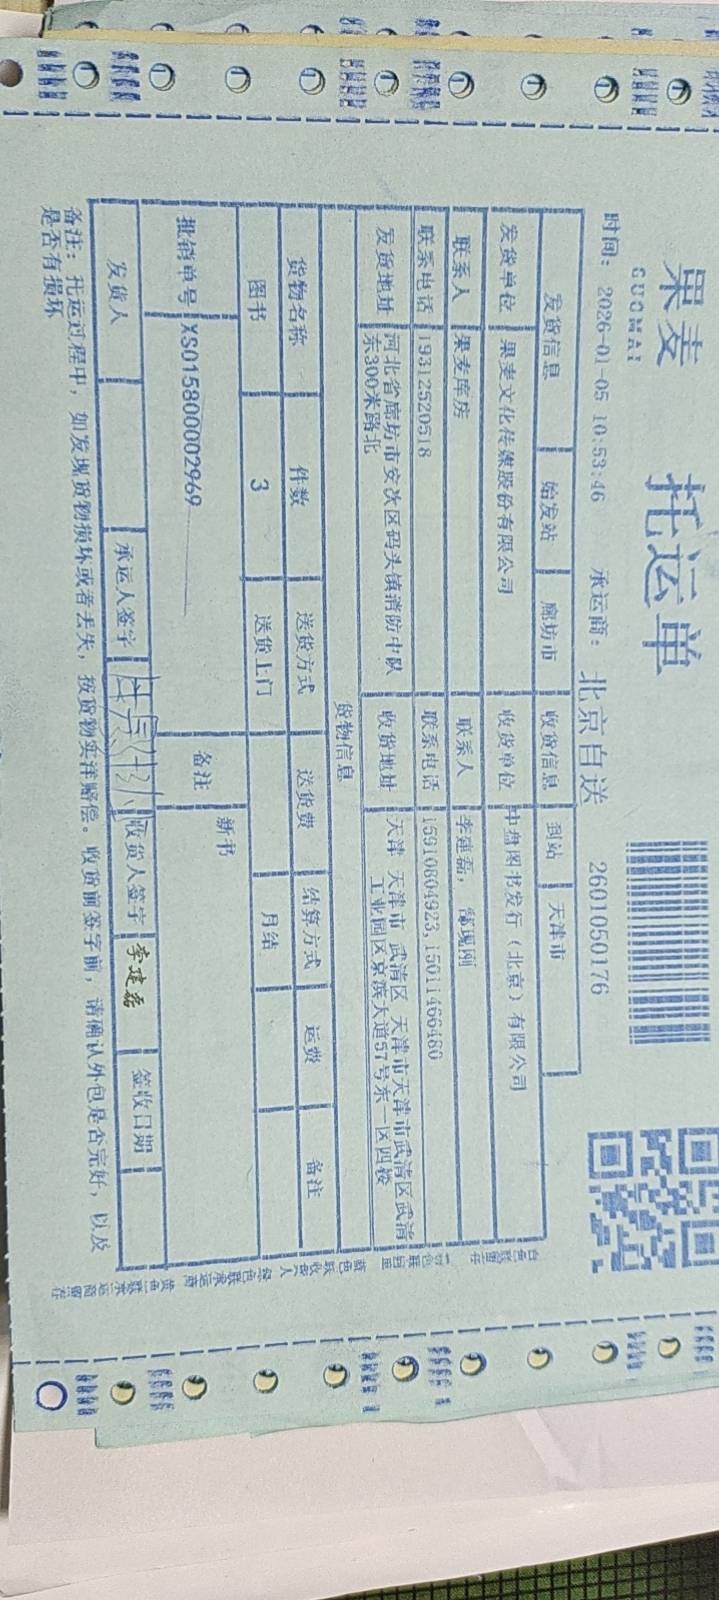 果麦
GUOMAI
托运单
时间： 2026-01-05 10:53:46 承运商： 北京自送 2601050176
发货信息 始发站 廊坊市 收货信息 到站 天津市
发货单位 果麦文化传媒股份有限公司 收货单位 中盘图书发行（北京）有限公司
联系人 果麦库房 联系人 李建磊，鄢瑰刚
联系电话 19312520518 联系电话 15910804923,15011466480
发货地址 河北省廊坊市安次区码头镇消防中队东300米路北 收货地址 天津 天津市 武清区 天津市天津市武清区武清工业园区京滨大道57号东一区四楼
货物信息
货物名称 件数 送货方式 送货费 结算方式 运费 备注
图书 3 送货上门 月结
批销单号 XS015800002969 备注 新书
发货人 承运人签字 收货人签字 李建磊 签收日期
备注：托运过程中，如发现货物损坏或者丢失，按货物实洋赔偿。收货前签字前，请确认外包是否完好，以及
是否有损坏